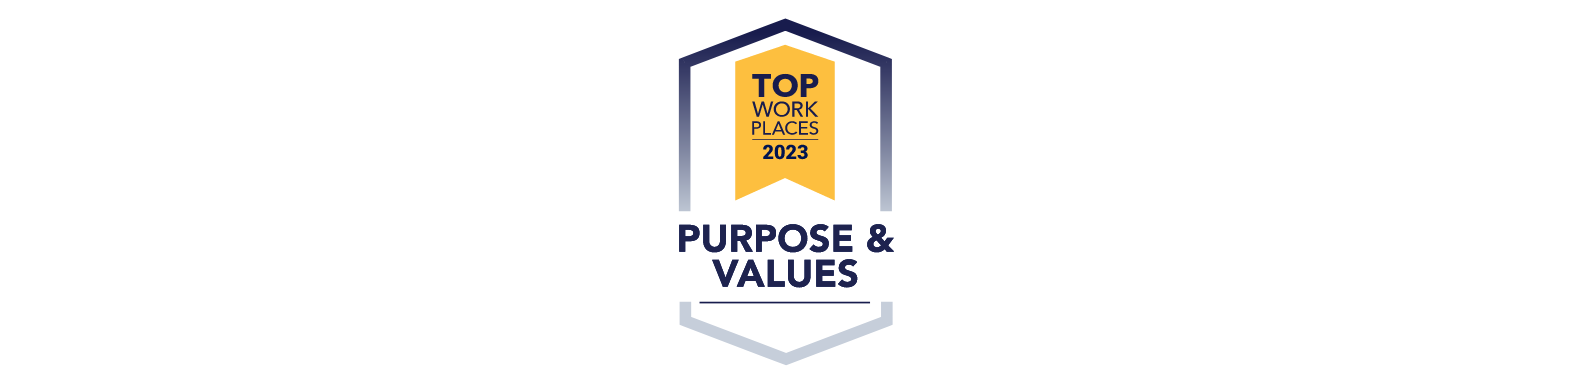 TOP
WORK
PLACES
2023
PURPOSE &
VALUES